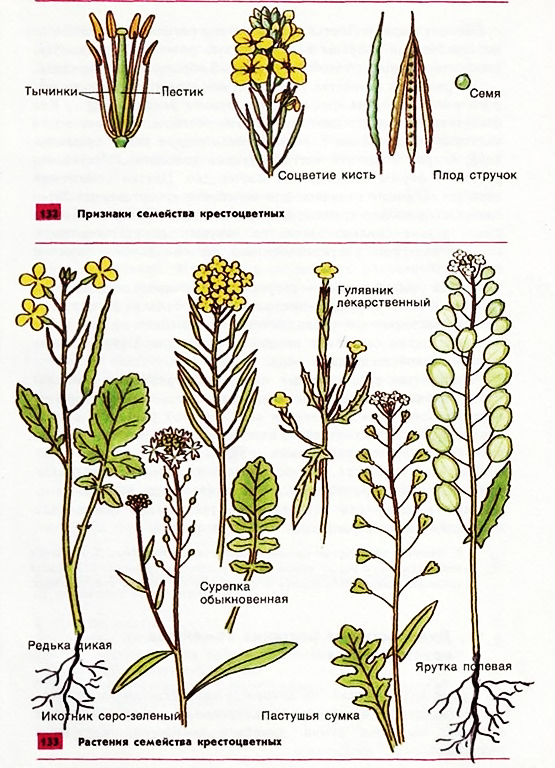 Тычинки
Пестик
Семя
Соцветие кисть
Плод стручок
132 Признаки семейства крестоцветных
Гулявник
лекарственный
Сурепка
обыкновенная
Редька дикая
Ярутка полевая
Икотник серо-зеленый
Пастушья сумка
133 Растения семейства крестоцветных